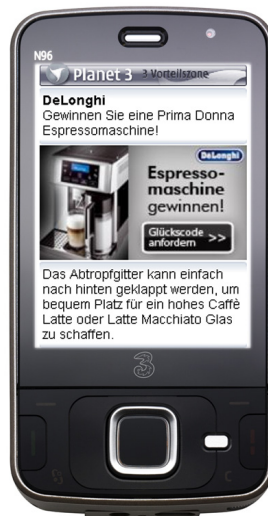 N96
Planet 3 3 Vorteilszone
DeLonghi
Gewinnen Sie eine Prima Donna
Espressomaschine!
DeLonghi
Espresso-
maschine
gewinnen!
Glückscode
anfordern >>
Das Abtropfgitter kann einfach
nach hinten geklappt werden, um
bequem Platz für ein hohes Caffè
Latte oder Latte Macchiato Glas
zu schaffen.
3
C